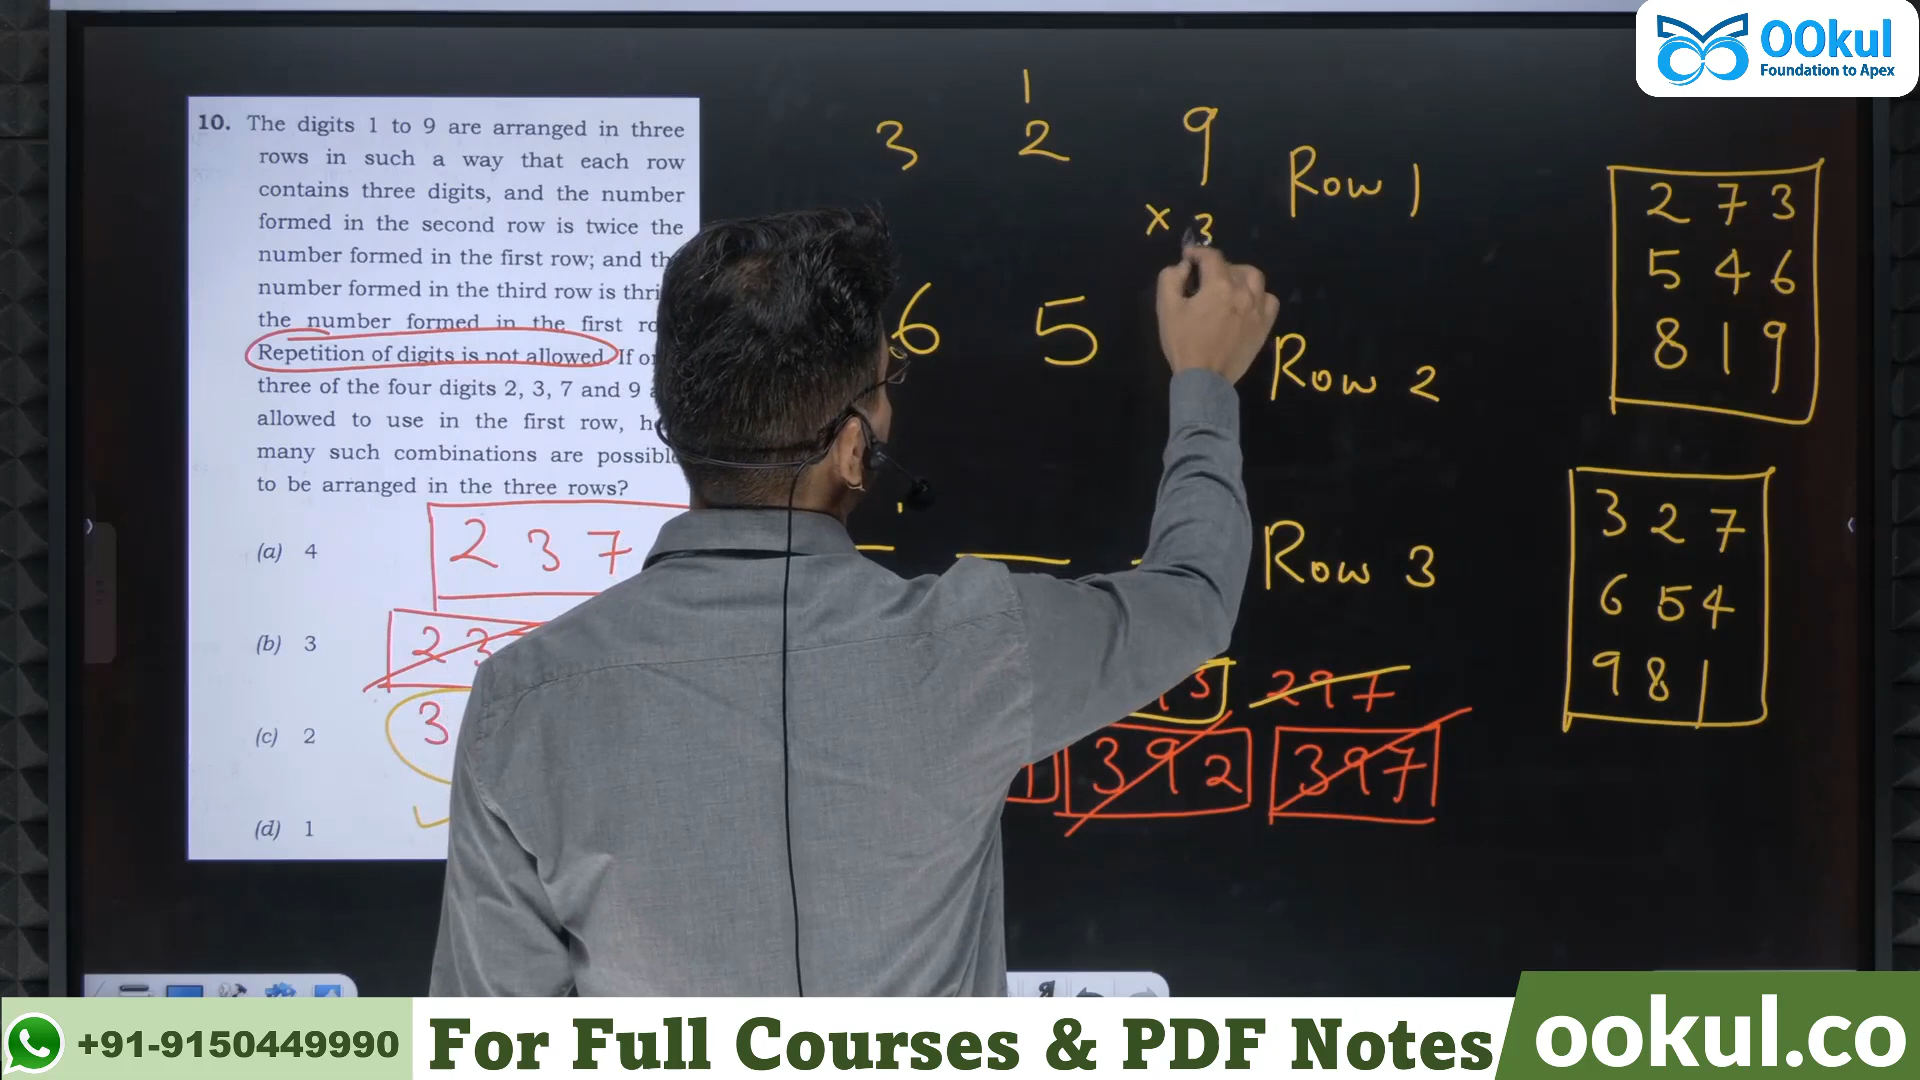 OOkul
Foundation to Apex
10. The digits 1 to 9 are arranged in three
rows in such a way that each row
contains three digits, and the number
formed in the second row is twice the
number formed in the first row; and
number formed in the third row is
the number formed in the first
Repetition of digits is not allowed. If
three of the four digits 2, 3, 7 and 9
allowed to use in the first row,
many such combinations are
to be arranged in the three rows?
(a) 4
(b) 3
(c) 2
(d) 1
2 3 7
2 3
3
1
3 2 9
Row 1
× 3
6 5
Row 2
Row 3
297
392
397
2 7 3
5 4 6
8 1 9
3 2 7
6 5 4
9 8 1
+91-9150449990
For Full Courses & PDF Notes
ookul.co